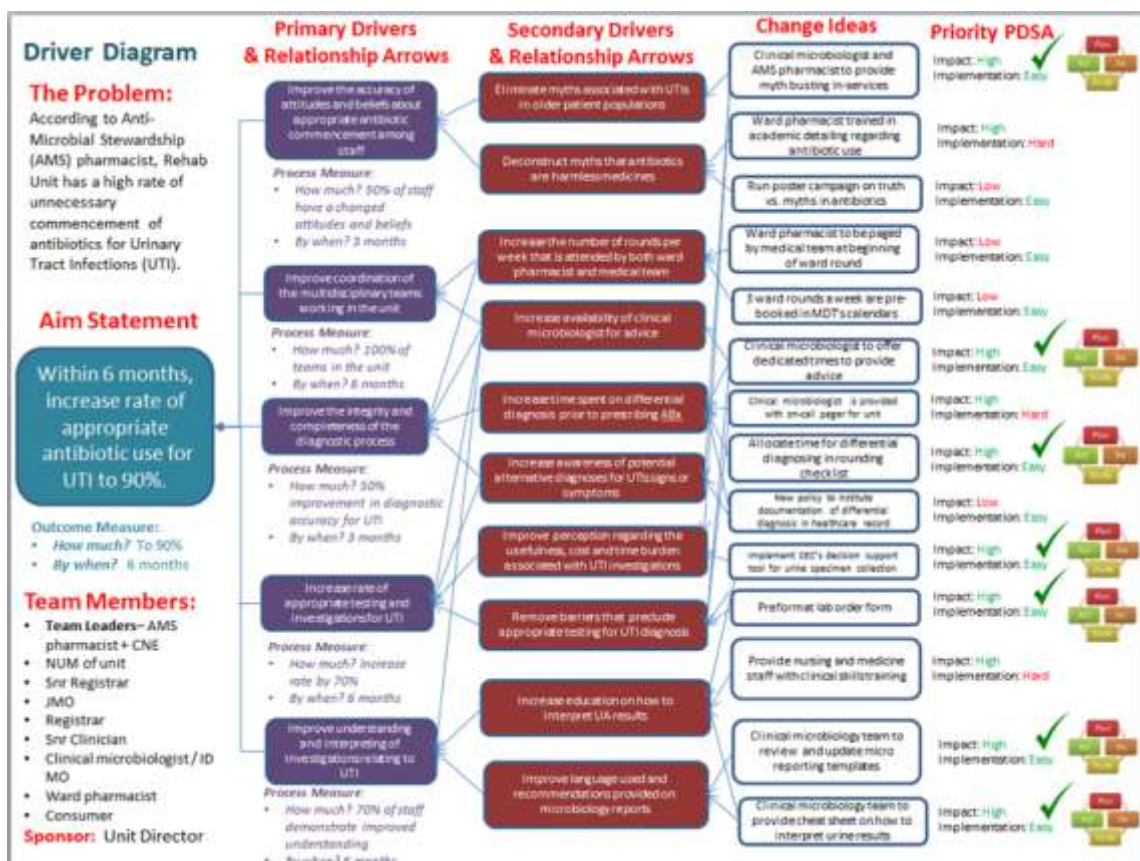 Driver Diagram
The Problem:
According to Anti-
Microbial Stewardship
(AMS) pharmacist, Rehab
Unit has a high rate of
unnecessary
commencement of
antibiotics for Urinary
Tract Infections (UTI).
Aim Statement
Within 6 months,
increase rate of
appropriate
antibiotic use for
UTI to 90%.
Outcome Measure:
• How much? To 90%
• By when? 6 months
Team Members:
• Team Leaders– AMS
pharmacist + CNE
• NUM of unit
• Snr Registrar
• JMO
• Registrar
• Snr Clinician
• Clinical microbiologist / ID
MO
• Ward pharmacist
• Consumer
Sponsor: Unit Director
Primary Drivers
& Relationship Arrows
Improve the accuracy of
attitudes and beliefs about
appropriate antibiotic
commencement among
staff
Process Measure:
• How much? 50% of staff
have a changed
attitudes and beliefs
• By when? 3 months
Improve coordination of
the multidisciplinary teams
working in the unit
Process Measure:
• How much? 100% of
teams in the unit
• By when? 6 months
Improve the integrity and
completeness of the
diagnostic process
Process Measure:
• How much? 50%
improvement in diagnostic
accuracy for UTI
• By when? 3 months
Increase rate of
appropriate testing and
investigations for UTI
Process Measure:
• How much? Increase
rate by 70%
• By when? 6 months
Improve understanding
and interpreting of
investigations relating to
UTI
Process Measure:
• How much? 70% of staff
demonstrate improved
understanding
• By when? 6 months
Secondary Drivers
& Relationship Arrows
Eliminate myths associated with UTIs
in older patient populations
Deconstruct myths that antibiotics
are harmless medicines
Increase the number of rounds per
week that is attended by both ward
pharmacist and medical team
Increase availability of clinical
microbiologist for advice
Increase time spent on differential
diagnosis prior to prescribing ABx
Increase awareness of potential
alternative diagnoses for UTI signs or
symptoms
Improve perception regarding the
usefulness, cost and time burden
associated with UTI investigations
Remove barriers that preclude
appropriate testing for UTI diagnosis
Increase education on how to
interpret UA results
Improve language used and
recommendations provided on
microbiology reports
Change Ideas
Clinical microbiologist and
AMS pharmacist to provide
myth busting in-services
Ward pharmacist trained in
academic detailing regarding
antibiotic use
Run poster campaign on truth
vs. myths in antibiotics
Ward pharmacist to be paged
by medical team at beginning
of ward round
3 ward rounds a week are pre-
booked in MDT's calendars
Clinical microbiologist to offer
dedicated times to provide
advice
Clinical microbiologist is provided
with on-call pager for unit
Allocate time for differential
diagnosing in rounding
checklist
New policy to institute
documentation of differential
diagnosis in healthcare record
Implement CEC's decision support
tool for urine specimen collection
Preformat lab order form
Provide nursing and medicine
staff with clinical skills training
Clinical microbiology team to
review and update micro
reporting templates
Clinical microbiology team to
provide cheat sheet on how to
interpret urine results
Priority PDSA
Impact: High
Implementation: Easy
Impact: High
Implementation: Hard
Impact: Low
Implementation: Easy
Impact: Low
Implementation: Easy
Impact: Low
Implementation: Easy
Impact: High
Implementation: Easy
Impact: High
Implementation: Hard
Impact: High
Implementation: Easy
Impact: Low
Implementation: Easy
Impact: High
Implementation: Easy
Impact: High
Implementation: Easy
Impact: High
Implementation: Hard
Impact: High
Implementation: Easy
Impact: High
Implementation: Easy